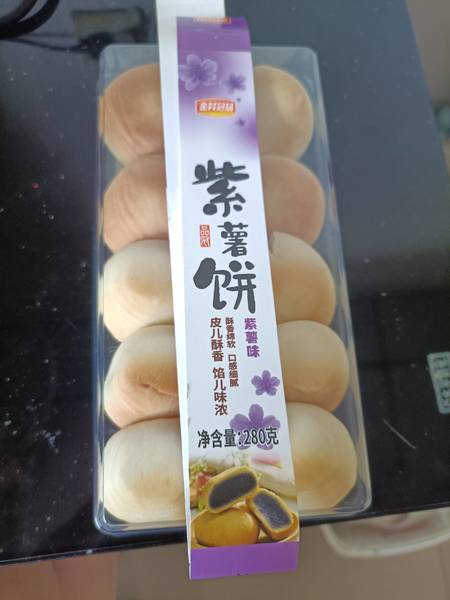 紫薯饼
紫薯味
酥香绵软 口感细腻
皮儿酥香 馅儿味浓
净含量:280克